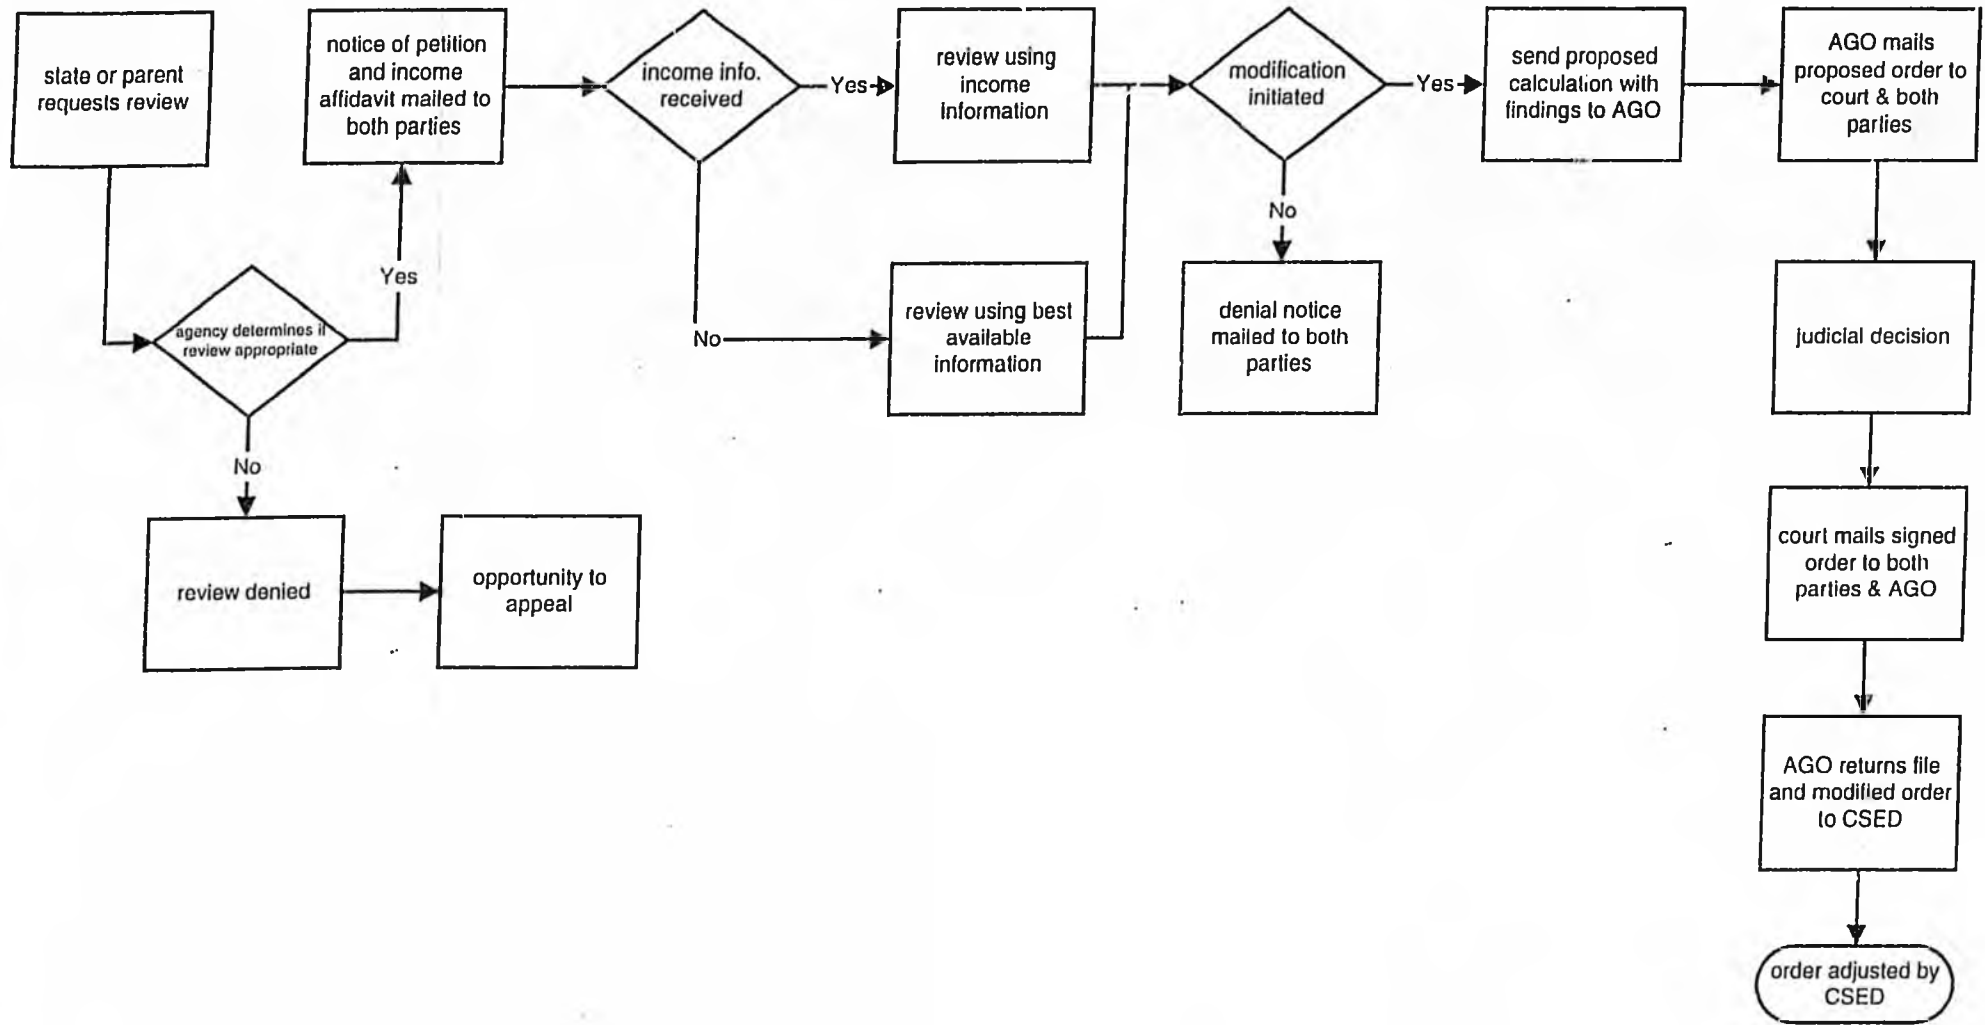 state or parent
requests review
notice of petition
and income
affidavit mailed to
both parties
income info.
received
Yes
review using
income
information
modification
initiated
Yes
send proposed
calculation with
findings to AGO
AGO mails
proposed order to
court & both
parties
Yes
agency determines if
review appropriate
No
review using best
available
information
No
denial notice
mailed to both
parties
judicial decision
No
review denied
opportunity to
appeal
court mails signed
order to both
parties & AGO
AGO returns file
and modified order
to CSED
order adjusted by
CSED